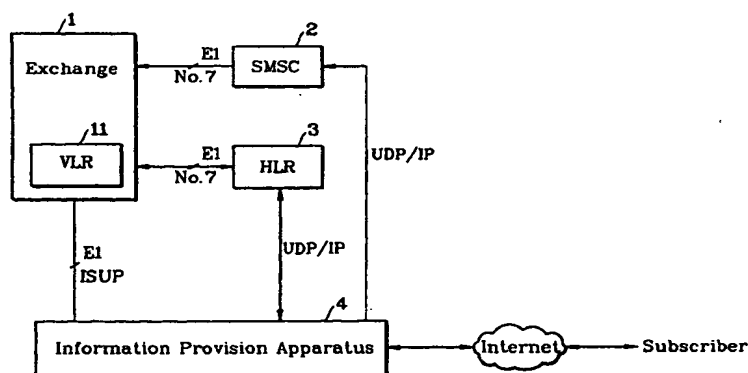 1
Exchange
E1
No.7
2
SMSC
11
VLR
E1
No.7
3
HLR
UDP/IP
UDP/IP
E1
ISUP
4
Information Provision Apparatus
Internet
Subscriber